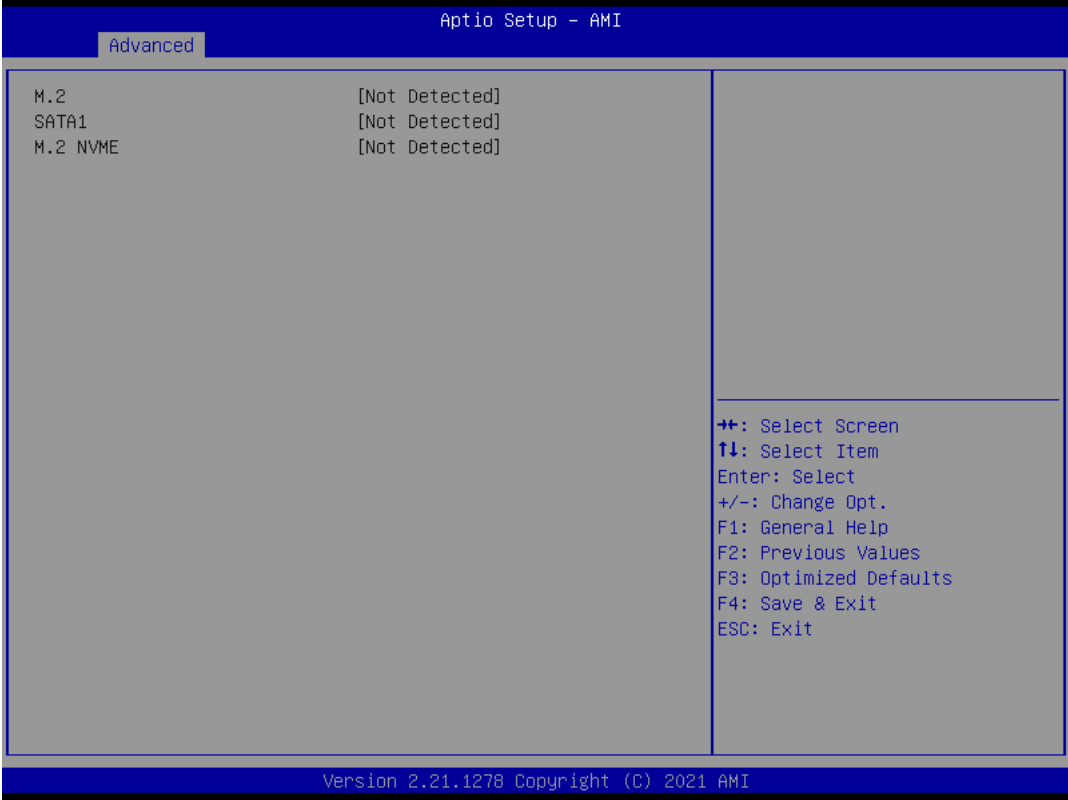 Aptio Setup – AMI
Advanced
M.2 [Not Detected]
SATA1 [Not Detected]
M.2 NVME [Not Detected]
→←: Select Screen
↑↓: Select Item
Enter: Select
+/-: Change Opt.
F1: General Help
F2: Previous Values
F3: Optimized Defaults
F4: Save & Exit
ESC: Exit
Version 2.21.1278 Copyright (C) 2021 AMI